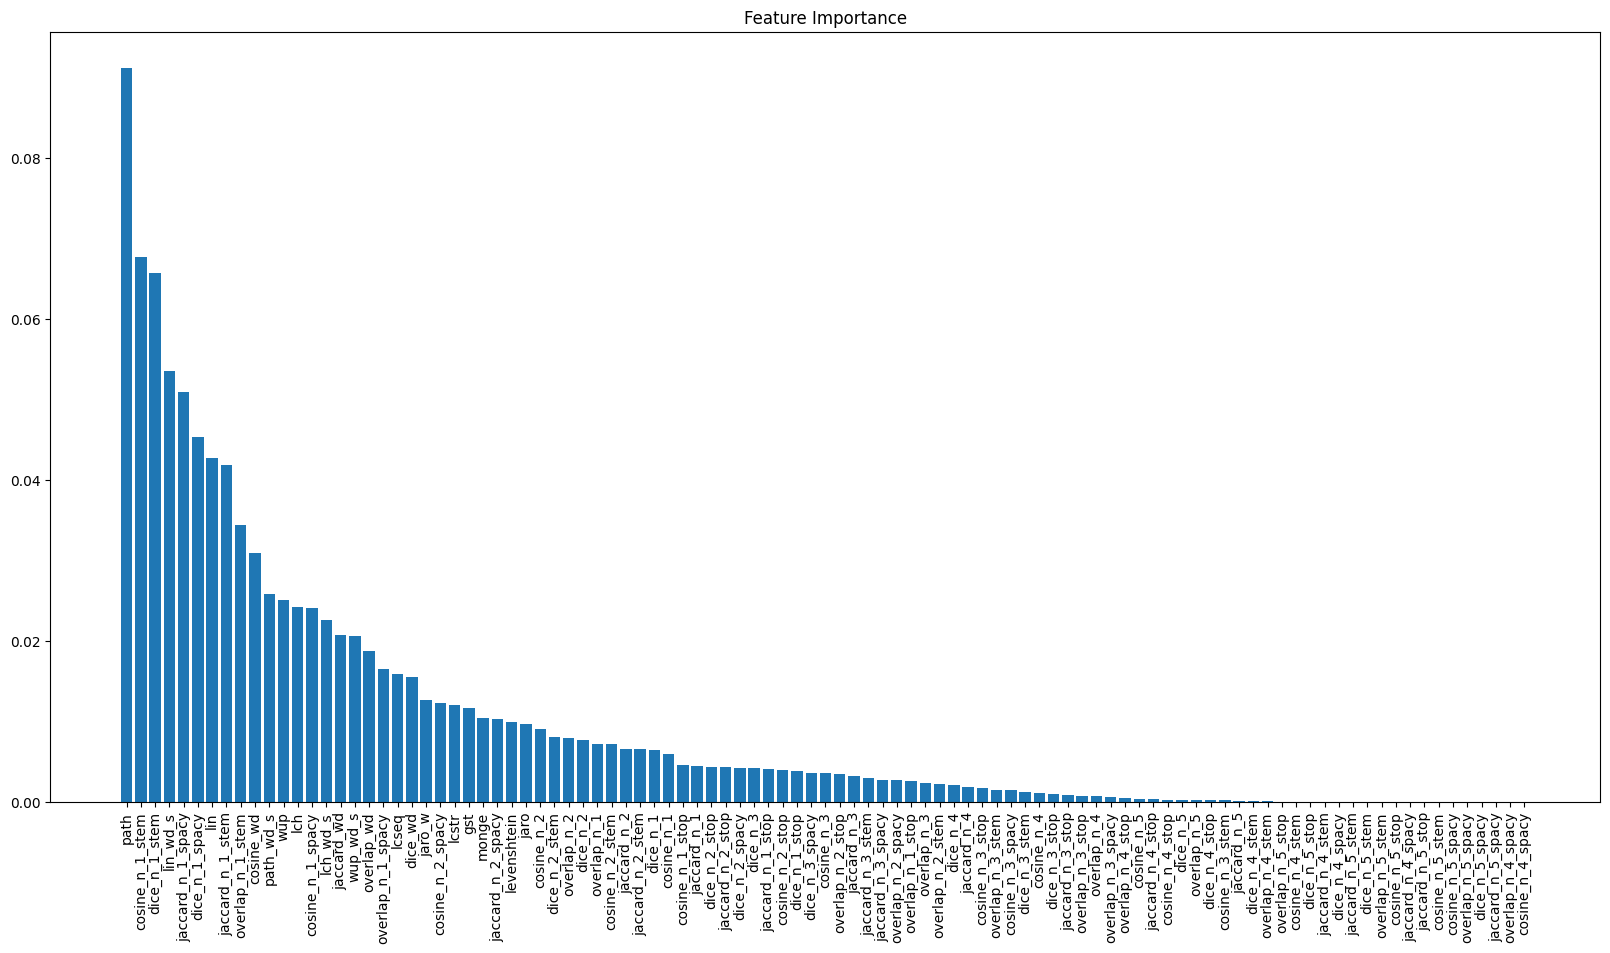 Feature Importance
0.08
0.06
0.04
0.02
0.00
path
cosine_n_1_stem
dice_n_1_stem
lin_wd_s
jaccard_n_1_spacy
dice_n_1_spacy
lin
jaccard_n_1_stem
overlap_n_1_stem
cosine_wd
path_wd_s
wup
lch
cosine_n_1_spacy
lch_wd_s
jaccard_wd
wup_wd_s
overlap_wd
overlap_n_1_spacy
lcseq
dice_wd
jaro_w
cosine_n_2_spacy
lcstr
gst
monge
jaccard_n_2_spacy
levenshtein
jaro
cosine_n_2
dice_n_2_stem
overlap_n_2
dice_n_2
overlap_n_1
cosine_n_2_stem
jaccard_n_2
jaccard_n_2_stem
dice_n_1
cosine_n_1
cosine_n_1_stop
jaccard_n_1
dice_n_2_stop
jaccard_n_2_stop
dice_n_2_spacy
dice_n_3
jaccard_n_1_stop
cosine_n_2_stop
dice_n_1_stop
dice_n_3_spacy
cosine_n_3
overlap_n_2_stop
jaccard_n_3
jaccard_n_3_stem
jaccard_n_3_spacy
overlap_n_2_spacy
overlap_n_1_stop
overlap_n_3
overlap_n_2_stem
dice_n_4
jaccard_n_4
cosine_n_3_stop
overlap_n_3_stem
cosine_n_3_spacy
dice_n_3_stem
cosine_n_4
dice_n_3_stop
jaccard_n_3_stop
overlap_n_3_stop
overlap_n_4
overlap_n_3_spacy
overlap_n_4_stop
cosine_n_5
jaccard_n_4_stop
cosine_n_4_stop
dice_n_5
overlap_n_5
dice_n_4_stop
cosine_n_3_stem
jaccard_n_5
dice_n_4_stem
overlap_n_4_stem
overlap_n_5_stop
cosine_n_4_stem
dice_n_5_stop
jaccard_n_4_stem
dice_n_4_spacy
jaccard_n_5_stem
dice_n_5_stem
overlap_n_5_stem
cosine_n_5_stop
jaccard_n_4_spacy
jaccard_n_5_stop
cosine_n_5_stem
cosine_n_5_spacy
overlap_n_5_spacy
dice_n_5_spacy
jaccard_n_5_spacy
overlap_n_4_spacy
cosine_n_4_spacy